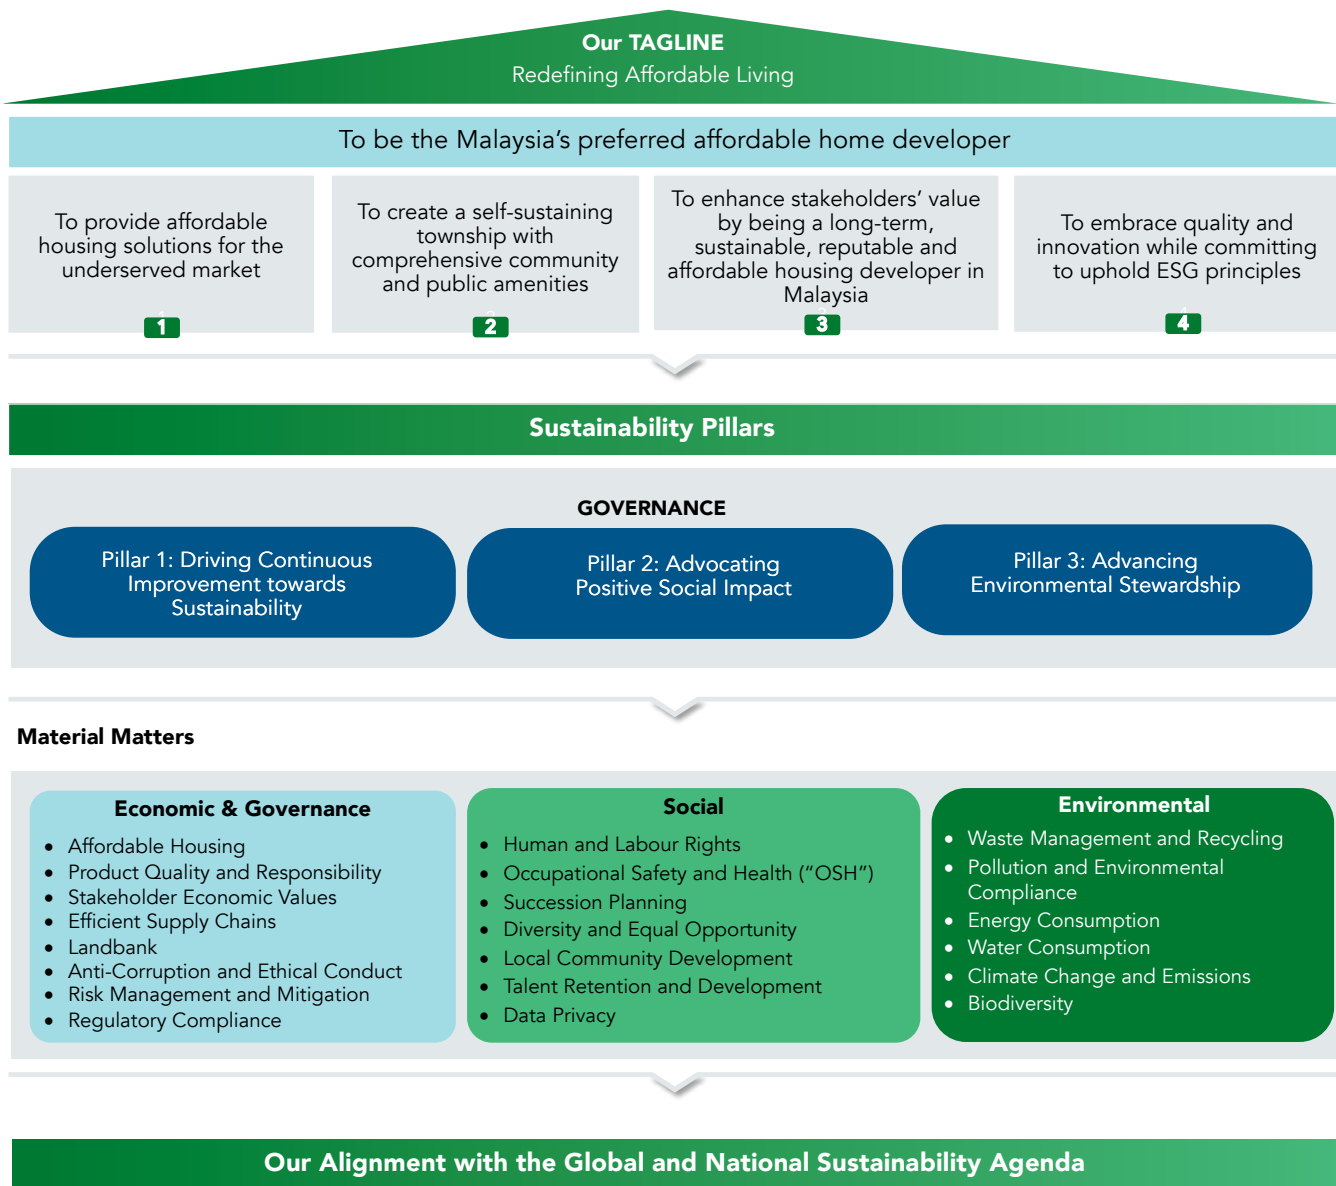 Our TAGLINE
Redefining Affordable Living
To be the Malaysia's preferred affordable home developer
To provide affordable
housing solutions for the
underserved market
1
To create a self-sustaining
township with
comprehensive community
and public amenities
2
To enhance stakeholders' value
by being a long-term,
sustainable, reputable and
affordable housing developer in
Malaysia
3
To embrace quality and
innovation while committing
to uphold ESG principles
4
Sustainability Pillars
GOVERNANCE
Pillar 1: Driving Continuous
Improvement towards
Sustainability
Pillar 2: Advocating
Positive Social Impact
Pillar 3: Advancing
Environmental Stewardship
Material Matters
Economic & Governance
• Affordable Housing
• Product Quality and Responsibility
• Stakeholder Economic Values
• Efficient Supply Chains
• Landbank
• Anti-Corruption and Ethical Conduct
• Risk Management and Mitigation
• Regulatory Compliance
Social
• Human and Labour Rights
• Occupational Safety and Health (“OSH”)
• Succession Planning
• Diversity and Equal Opportunity
• Local Community Development
• Talent Retention and Development
• Data Privacy
Environmental
• Waste Management and Recycling
• Pollution and Environmental
Compliance
• Energy Consumption
• Water Consumption
• Climate Change and Emissions
• Biodiversity
Our Alignment with the Global and National Sustainability Agenda